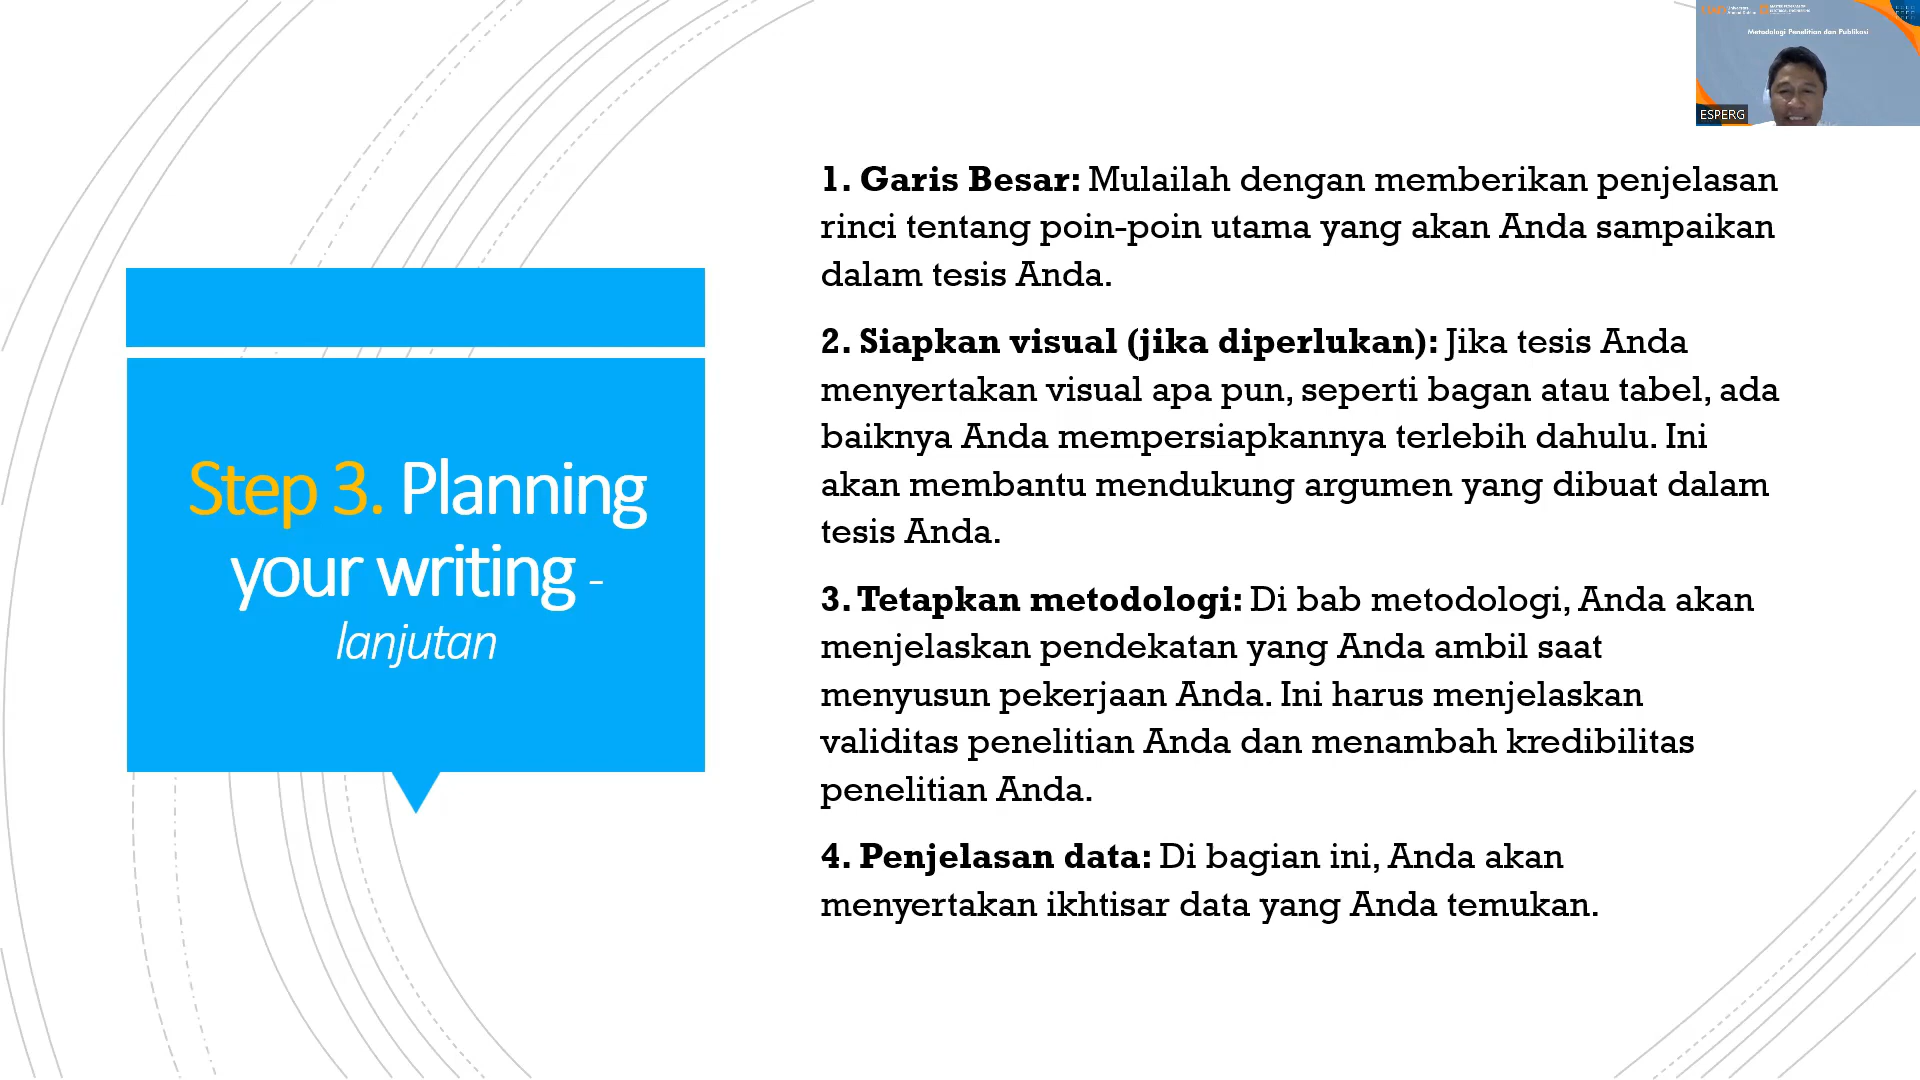 Metodologi Penelitian dan Publikasi
ESPERG
1. Garis Besar: Mulailah dengan memberikan penjelasan
rinci tentang poin-poin utama yang akan Anda sampaikan
dalam tesis Anda.
2. Siapkan visual (jika diperlukan): Jika tesis Anda
menyertakan visual apa pun, seperti bagan atau tabel, ada
baiknya Anda mempersiapkannya terlebih dahulu. Ini
akan membantu mendukung argumen yang dibuat dalam
tesis Anda.
3. Tetapkan metodologi: Di bab metodologi, Anda akan
menjelaskan pendekatan yang Anda ambil saat
menyusun pekerjaan Anda. Ini harus menjelaskan
validitas penelitian Anda dan menambah kredibilitas
penelitian Anda.
4. Penjelasan data: Di bagian ini, Anda akan
menyertakan ikhtisar data yang Anda temukan.
Step 3. Planning
your writing -
lanjutan